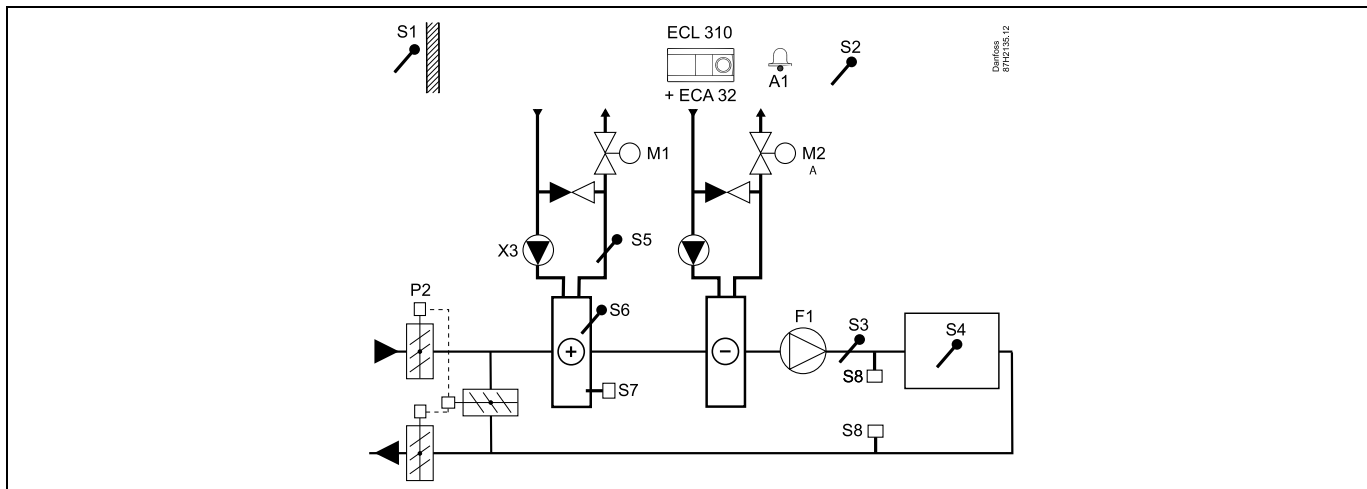 S1
ECL 310
+ ECA 32
A1
S2
Danfoss
87H2135.12
M1
M2
A
X3
S5
P2
S6
+
−
F1
S3
S4
S7
S8
S8